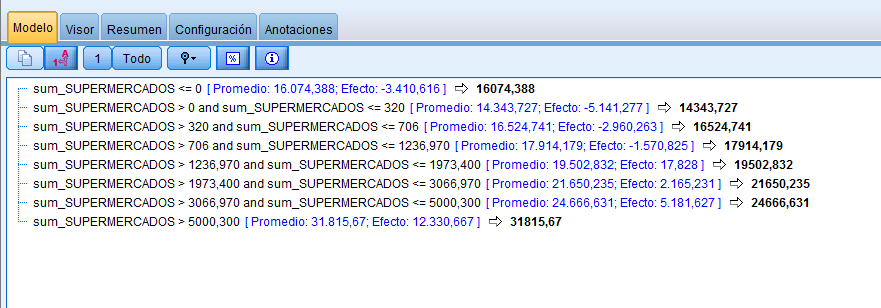 Modelo Visor Resumen Configuración Anotaciones
1 Todo %
sum_SUPERMERCADOS <= 0 [ Promedio: 16.074,388; Efecto: -3.410,616 ] ⇨ 16074,388
sum_SUPERMERCADOS > 0 and sum_SUPERMERCADOS <= 320 [ Promedio: 14.343,727; Efecto: -5.141,277 ] ⇨ 14343,727
sum_SUPERMERCADOS > 320 and sum_SUPERMERCADOS <= 706 [ Promedio: 16.524,741; Efecto: -2.960,263 ] ⇨ 16524,741
sum_SUPERMERCADOS > 706 and sum_SUPERMERCADOS <= 1236,970 [ Promedio: 17.914,179; Efecto: -1.570,825 ] ⇨ 17914,179
sum_SUPERMERCADOS > 1236,970 and sum_SUPERMERCADOS <= 1973,400 [ Promedio: 19.502,832; Efecto: 17,828 ] ⇨ 19502,832
sum_SUPERMERCADOS > 1973,400 and sum_SUPERMERCADOS <= 3066,970 [ Promedio: 21.650,235; Efecto: 2.165,231 ] ⇨ 21650,235
sum_SUPERMERCADOS > 3066,970 and sum_SUPERMERCADOS <= 5000,300 [ Promedio: 24.666,631; Efecto: 5.181,627 ] ⇨ 24666,631
sum_SUPERMERCADOS > 5000,300 [ Promedio: 31.815,67; Efecto: 12.330,667 ] ⇨ 31815,67